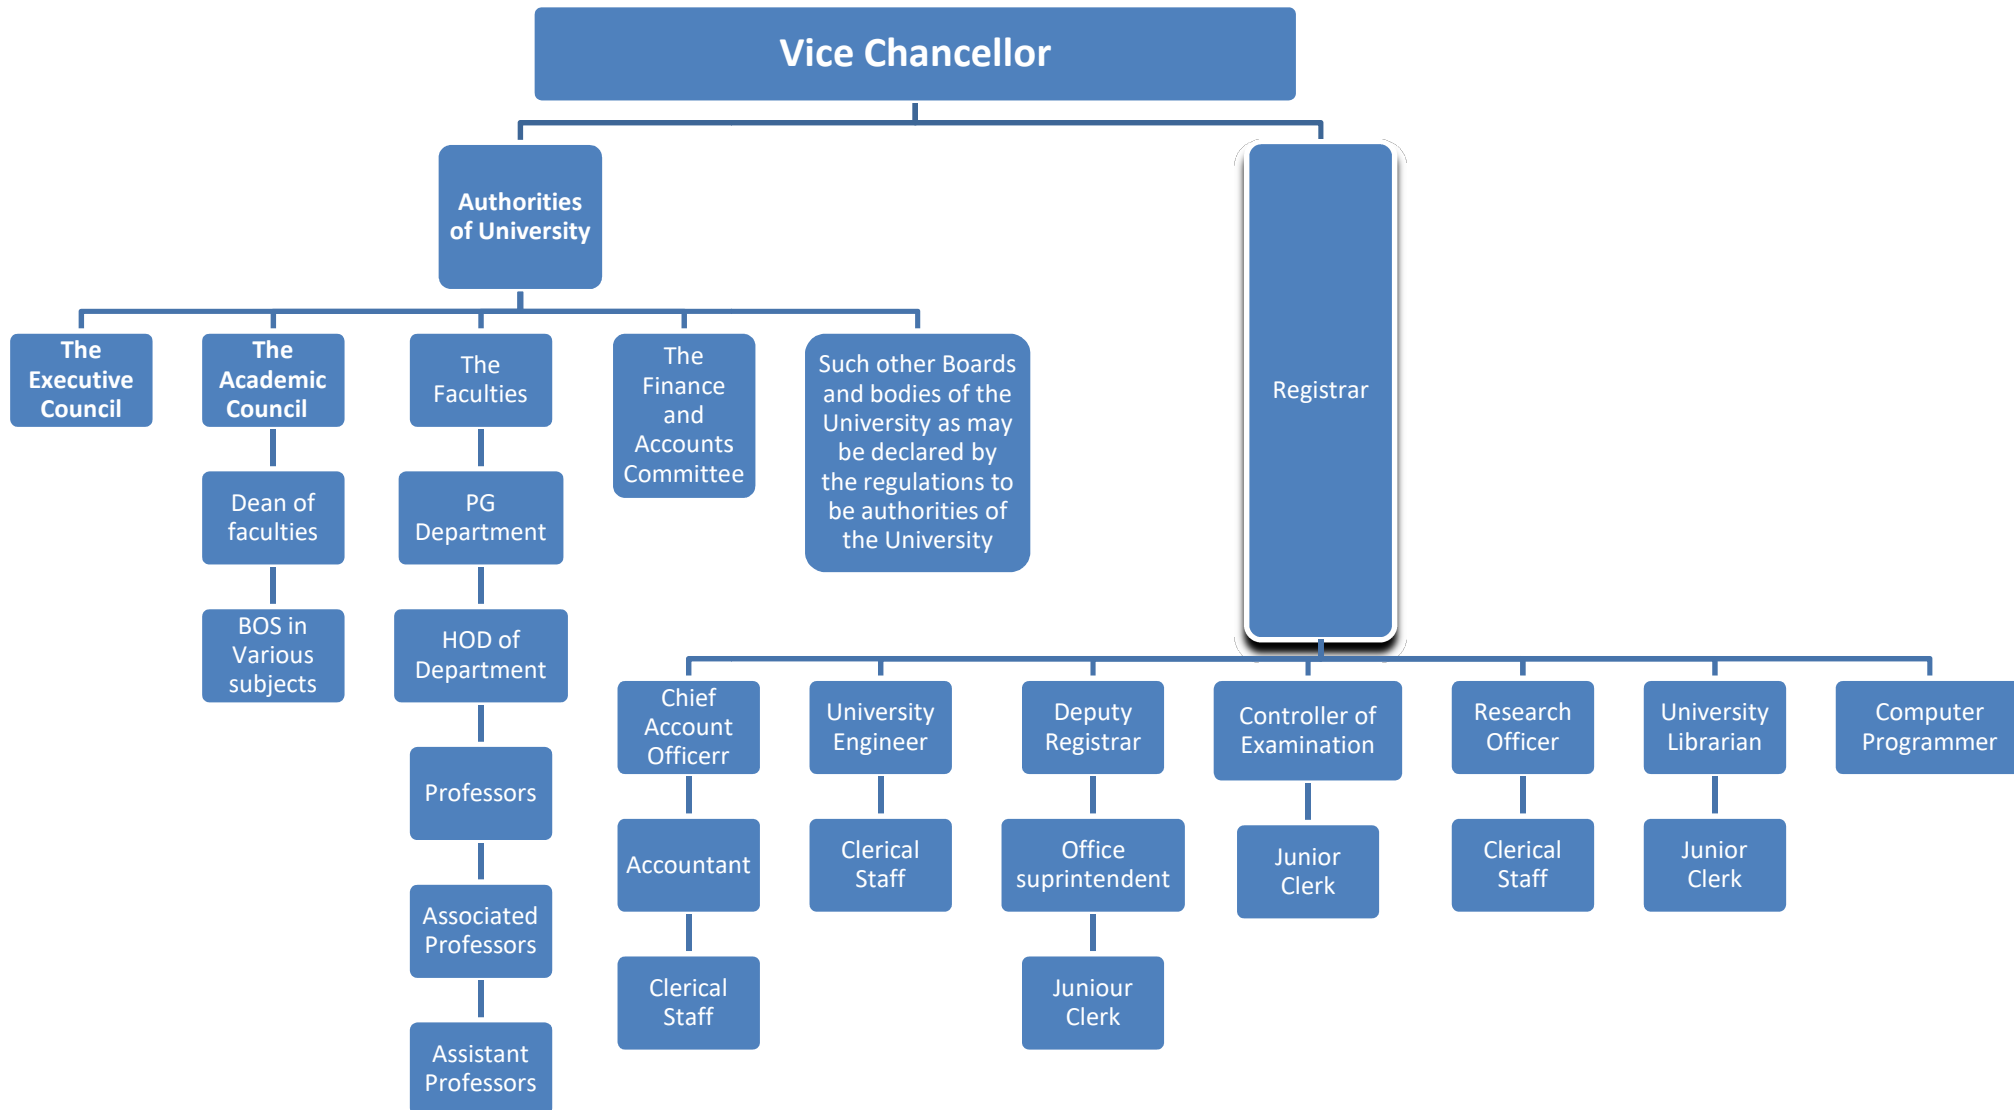 Vice Chancellor
Authorities
of University
Registrar
The
Executive
Council
The
Academic
Council
The
Faculties
The
Finance
and
Accounts
Committee
Such other Boards
and bodies of the
University as may
be declared by
the regulations to
be authorities of
the University
Dean of
faculties
PG
Department
BOS in
Various
subjects
HOD of
Department
Professors
Associated
Professors
Assistant
Professors
Chief
Account
Officerr
University
Engineer
Deputy
Registrar
Controller of
Examination
Research
Officer
University
Librarian
Computer
Programmer
Accountant
Clerical
Staff
Office
suprintendent
Junior
Clerk
Clerical
Staff
Junior
Clerk
Clerical
Staff
Juniour
Clerk